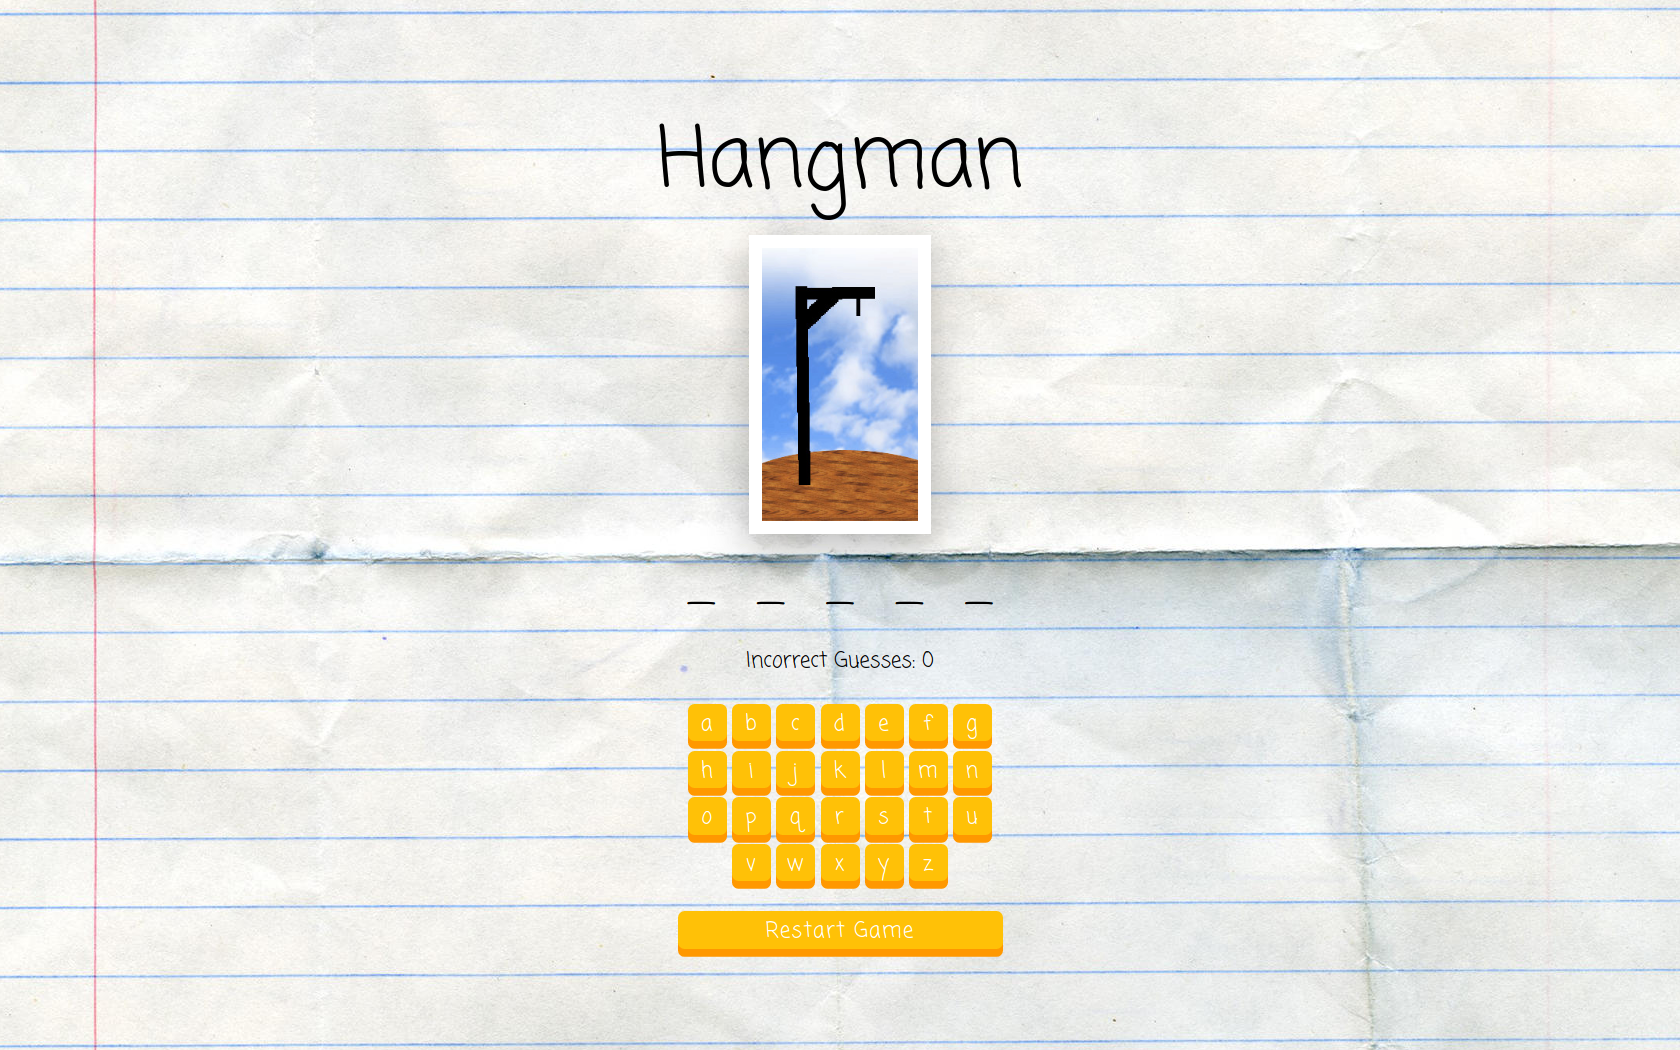 Hangman
_ _ _ _ _
Incorrect Guesses: 0
a b c d e f g
h i j k l m n
o p q r s t u
v w x y z
Restart Game